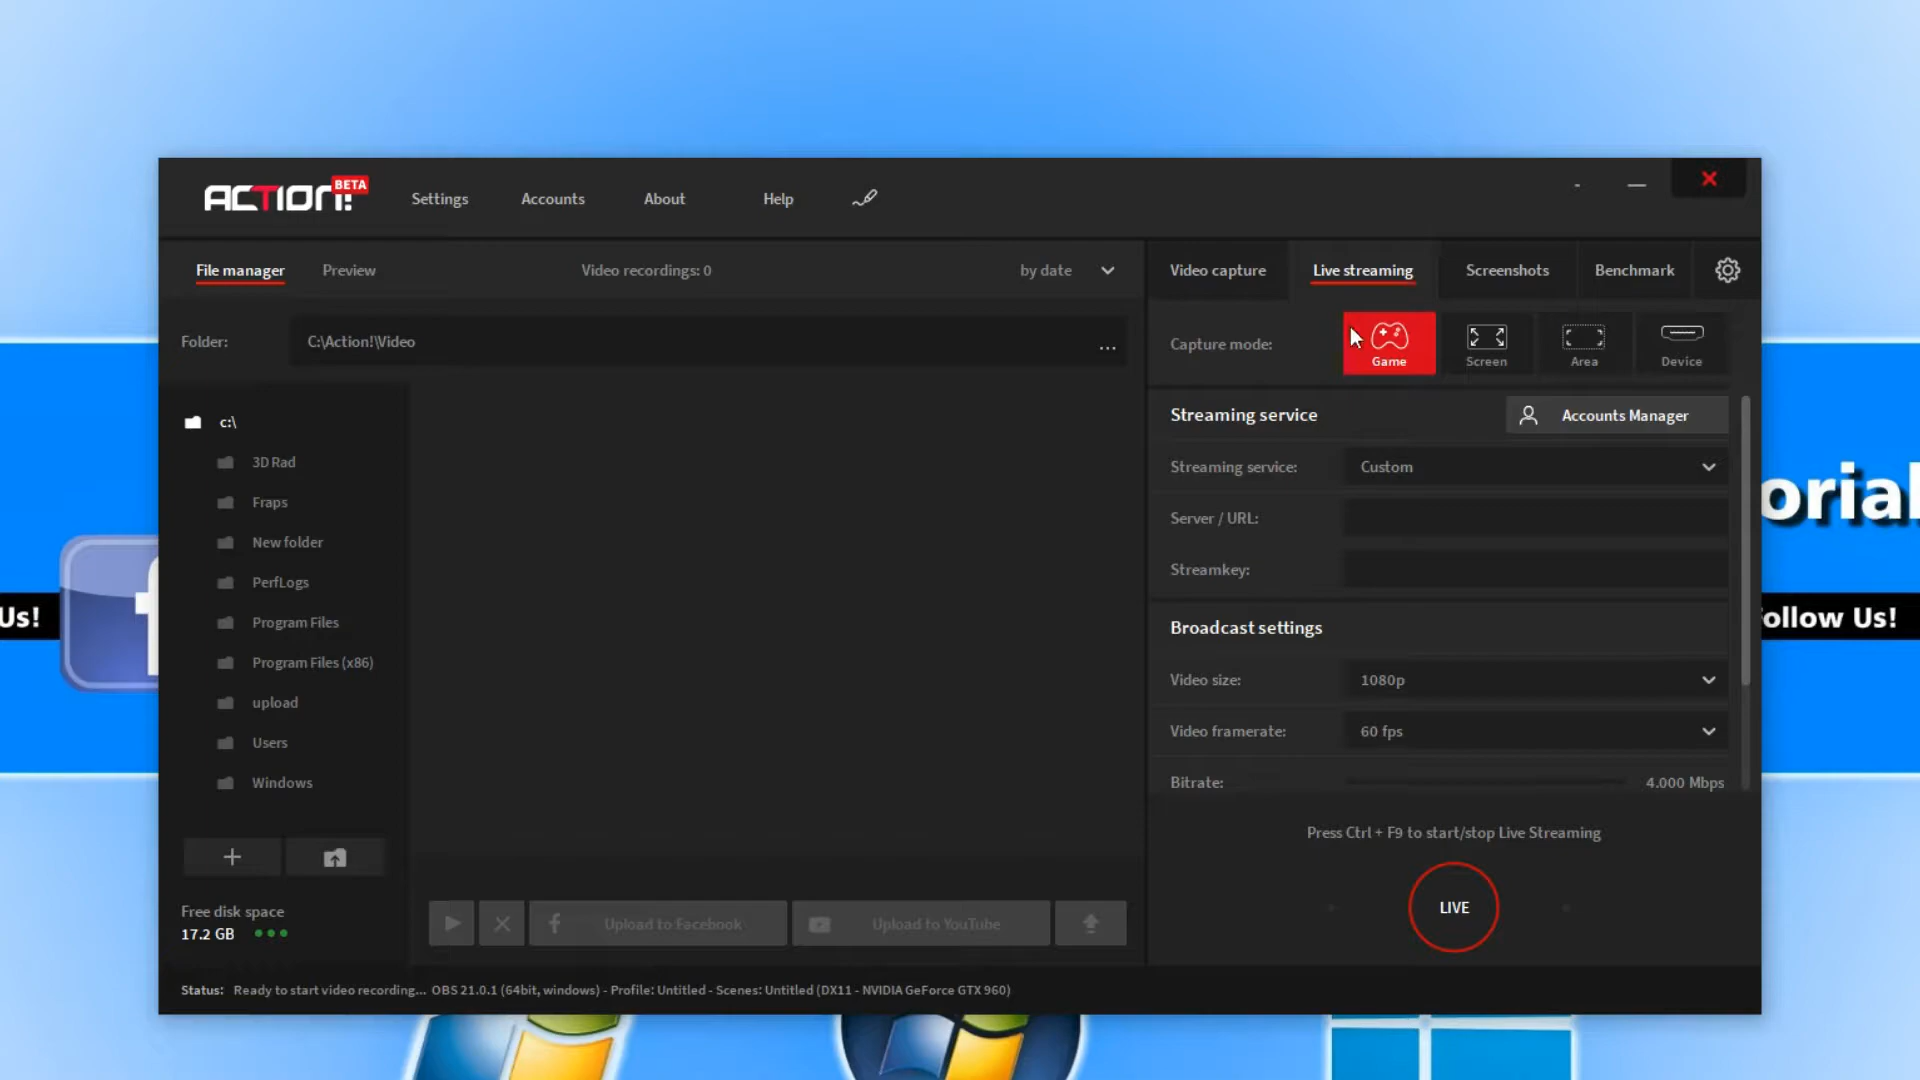 ACTION! BETA
Settings
Accounts
About
Help
File manager
Preview
Video recordings: 0
by date
Video capture
Live streaming
Screenshots
Benchmark
Folder:
C:\Action!\Video
...
Capture mode:
Game
Screen
Area
Device
c:\
3D Rad
Fraps
New folder
PerfLogs
Program Files
Program Files (x86)
upload
Users
Windows
Streaming service
Accounts Manager
Streaming service:
Custom
Server / URL:
Streamkey:
Broadcast settings
Video size:
1080p
Video framerate:
60 fps
Bitrate:
4.000 Mbps
Press Ctrl + F9 to start/stop Live Streaming
LIVE
Free disk space
17.2 GB
Upload to Facebook
Upload to YouTube
Status: Ready to start video recording... OBS 21.0.1 (64bit, windows) - Profile: Untitled - Scenes: Untitled (DX11 - NVIDIA GeForce GTX 960)
Us!
f
orial
ollow Us!